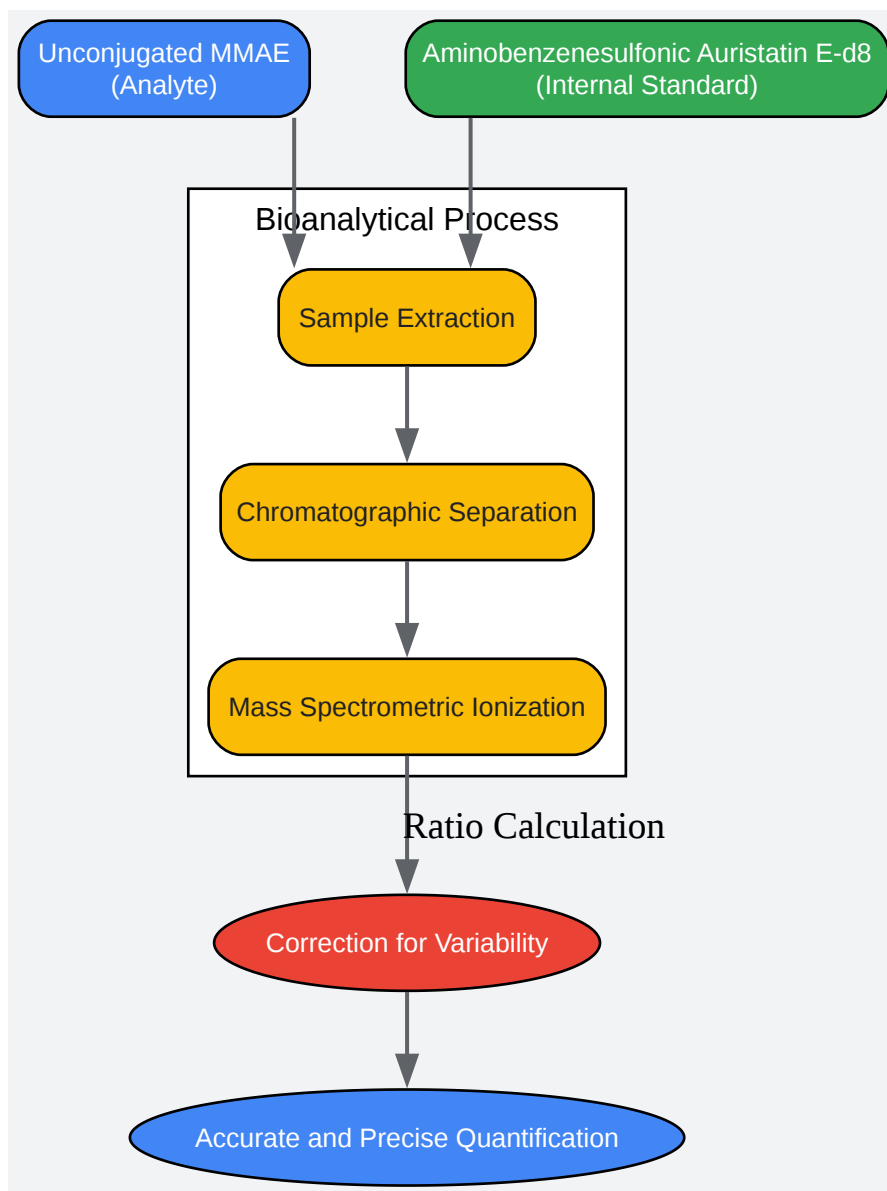 Unconjugated MMAE
(Analyte)
Aminobenzenesulfonic Auristatin E-d8
(Internal Standard)
Bioanalytical Process
Sample Extraction
Chromatographic Separation
Mass Spectrometric Ionization
Ratio Calculation
Correction for Variability
Accurate and Precise Quantification